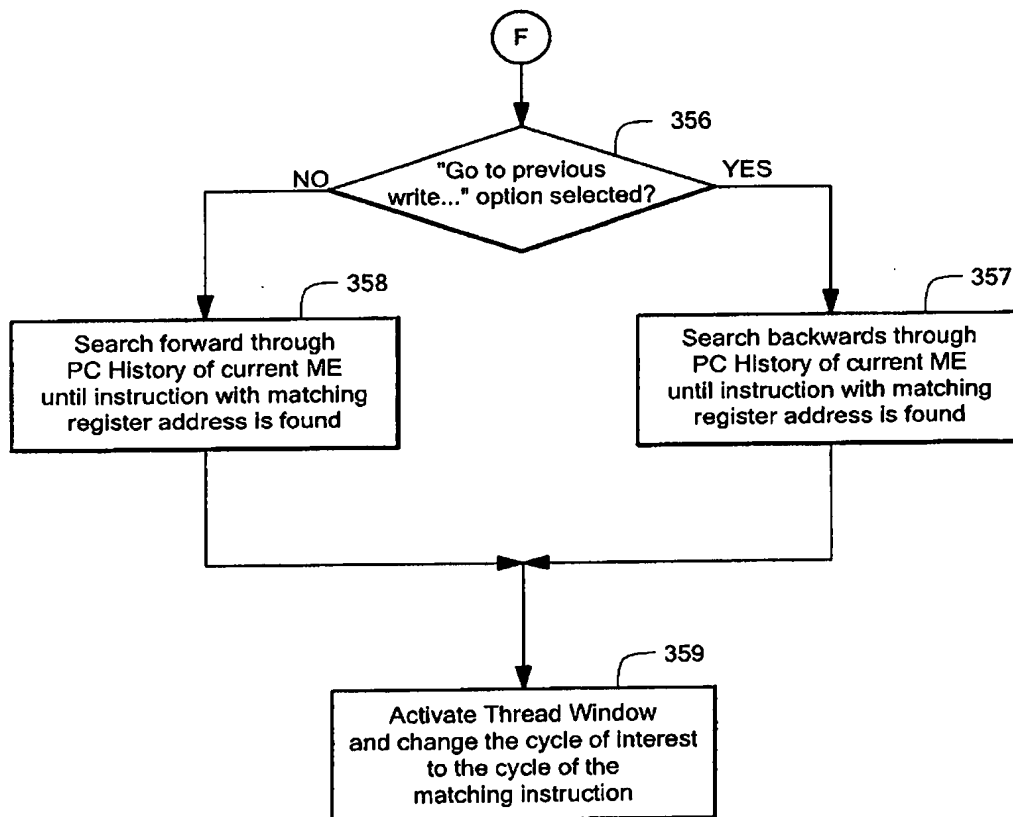 F
356
"Go to previous
write..." option selected?
NO
YES
358
357
Search forward through
PC History of current ME
until instruction with matching
register address is found
Search backwards through
PC History of current ME
until instruction with matching
register address is found
359
Activate Thread Window
and change the cycle of interest
to the cycle of the
matching instruction